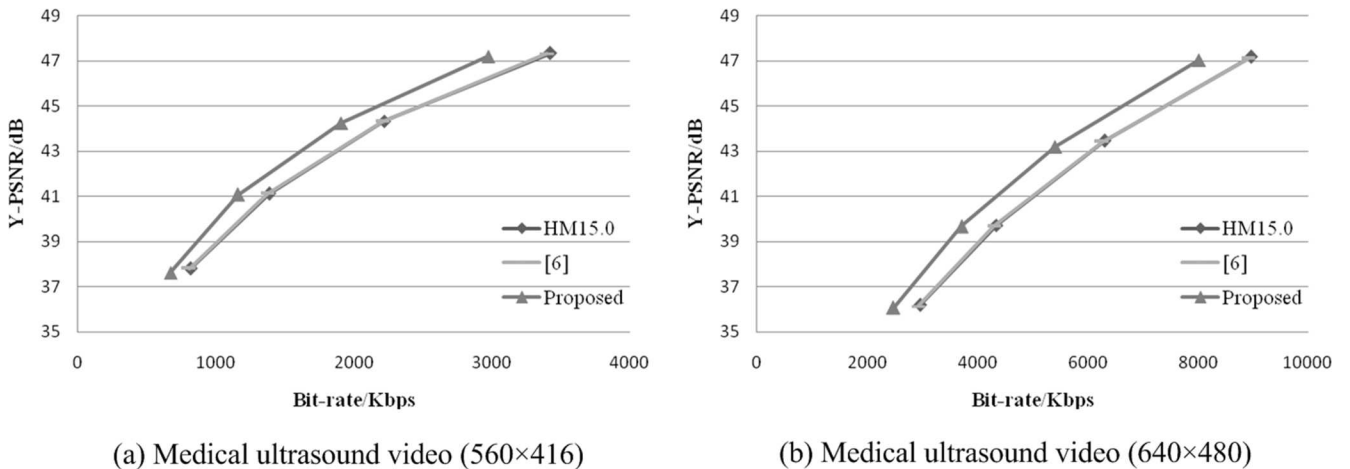 49
47
45
43
41
39
37
35
Y-PSNR/dB
HM15.0
[6]
Proposed
0 1000 2000 3000 4000
Bit-rate/Kbps
(a) Medical ultrasound video (560×416)
49
47
45
43
41
39
37
35
Y-PSNR/dB
HM15.0
[6]
Proposed
0 2000 4000 6000 8000 10000
Bit-rate/Kbps
(b) Medical ultrasound video (640×480)